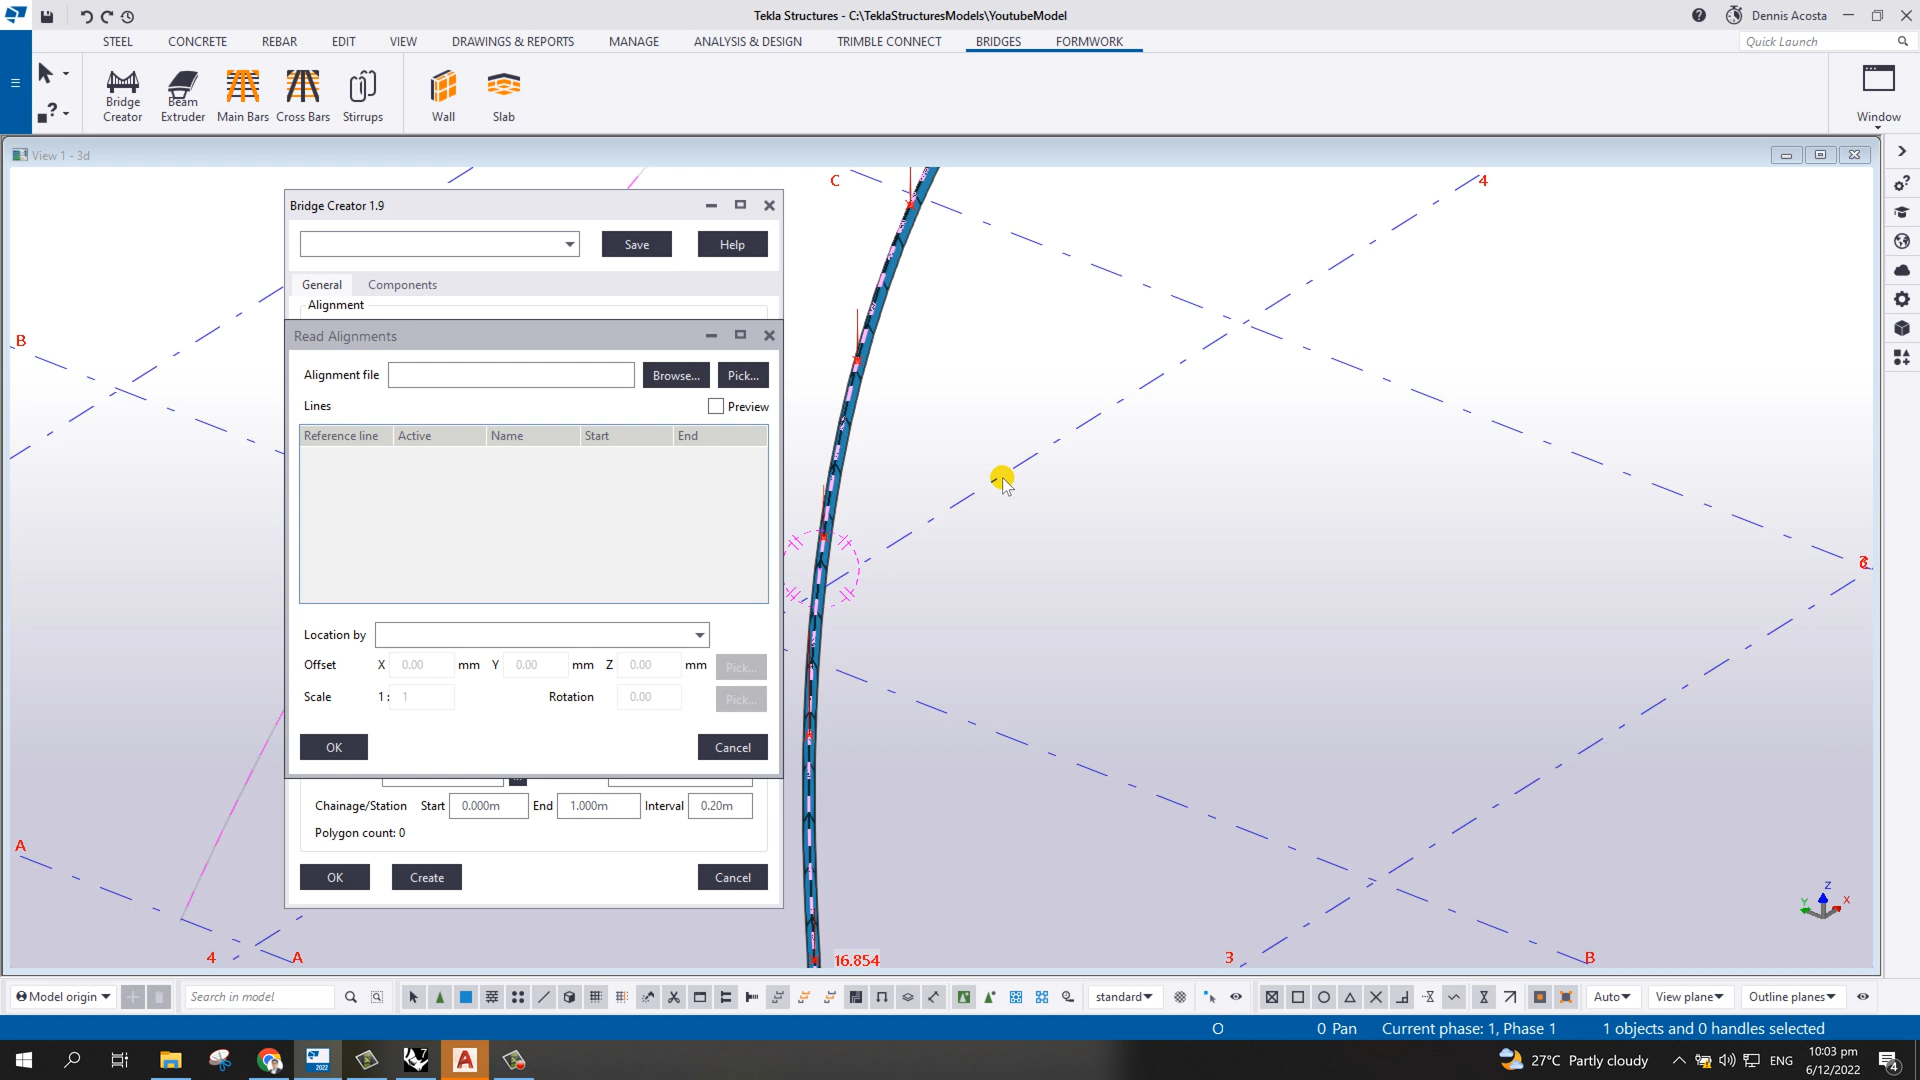 Tekla Structures - C:\TeklaStructuresModels\YoutubeModel
Dennis Acosta
STEEL CONCRETE REBAR EDIT VIEW DRAWINGS & REPORTS MANAGE ANALYSIS & DESIGN TRIMBLE CONNECT BRIDGES FORMWORK
Quick Launch
Bridge Creator
Beam Extruder
Main Bars
Cross Bars
Stirrups
Wall
Slab
Window
View 1 - 3d
C
4
B
Bridge Creator 1.9
Save
Help
General
Components
Alignment
Read Alignments
Alignment file
Browse...
Pick...
Lines
Preview
Reference line Active Name Start End
Location by
Offset X 0.00 mm Y 0.00 mm Z 0.00 mm Pick...
Scale 1: 1 Rotation 0.00 Pick...
OK
Cancel
Chainage/Station Start 0.000m End 1.000m Interval 0.20m
Polygon count: 0
OK
Create
Cancel
A
4
A
16.854
3
B
Z
Y
X
Model origin
Search in model
standard
Auto
View plane
Outline planes
O
0 Pan
Current phase: 1, Phase 1
1 objects and 0 handles selected
2022
7
A
27°C Partly cloudy
ENG
10:03 pm
6/12/2022
4